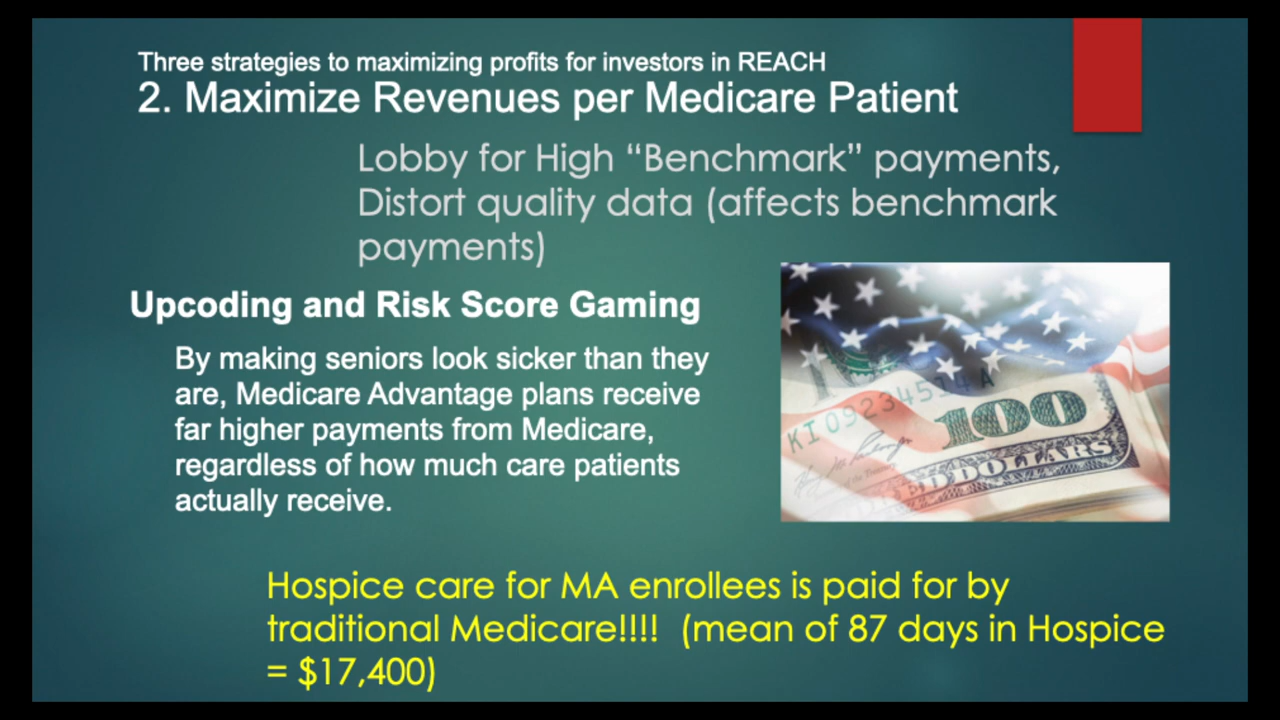 Three strategies to maximizing profits for investors in REACH
2. Maximize Revenues per Medicare Patient
Lobby for High “Benchmark” payments,
Distort quality data (affects benchmark
payments)
Upcoding and Risk Score Gaming
By making seniors look sicker than they
are, Medicare Advantage plans receive
far higher payments from Medicare,
regardless of how much care patients
actually receive.
KI 09234514 A
100
DOLLARS
Hospice care for MA enrollees is paid for by
traditional Medicare!!!!  (mean of 87 days in Hospice
= $17,400)